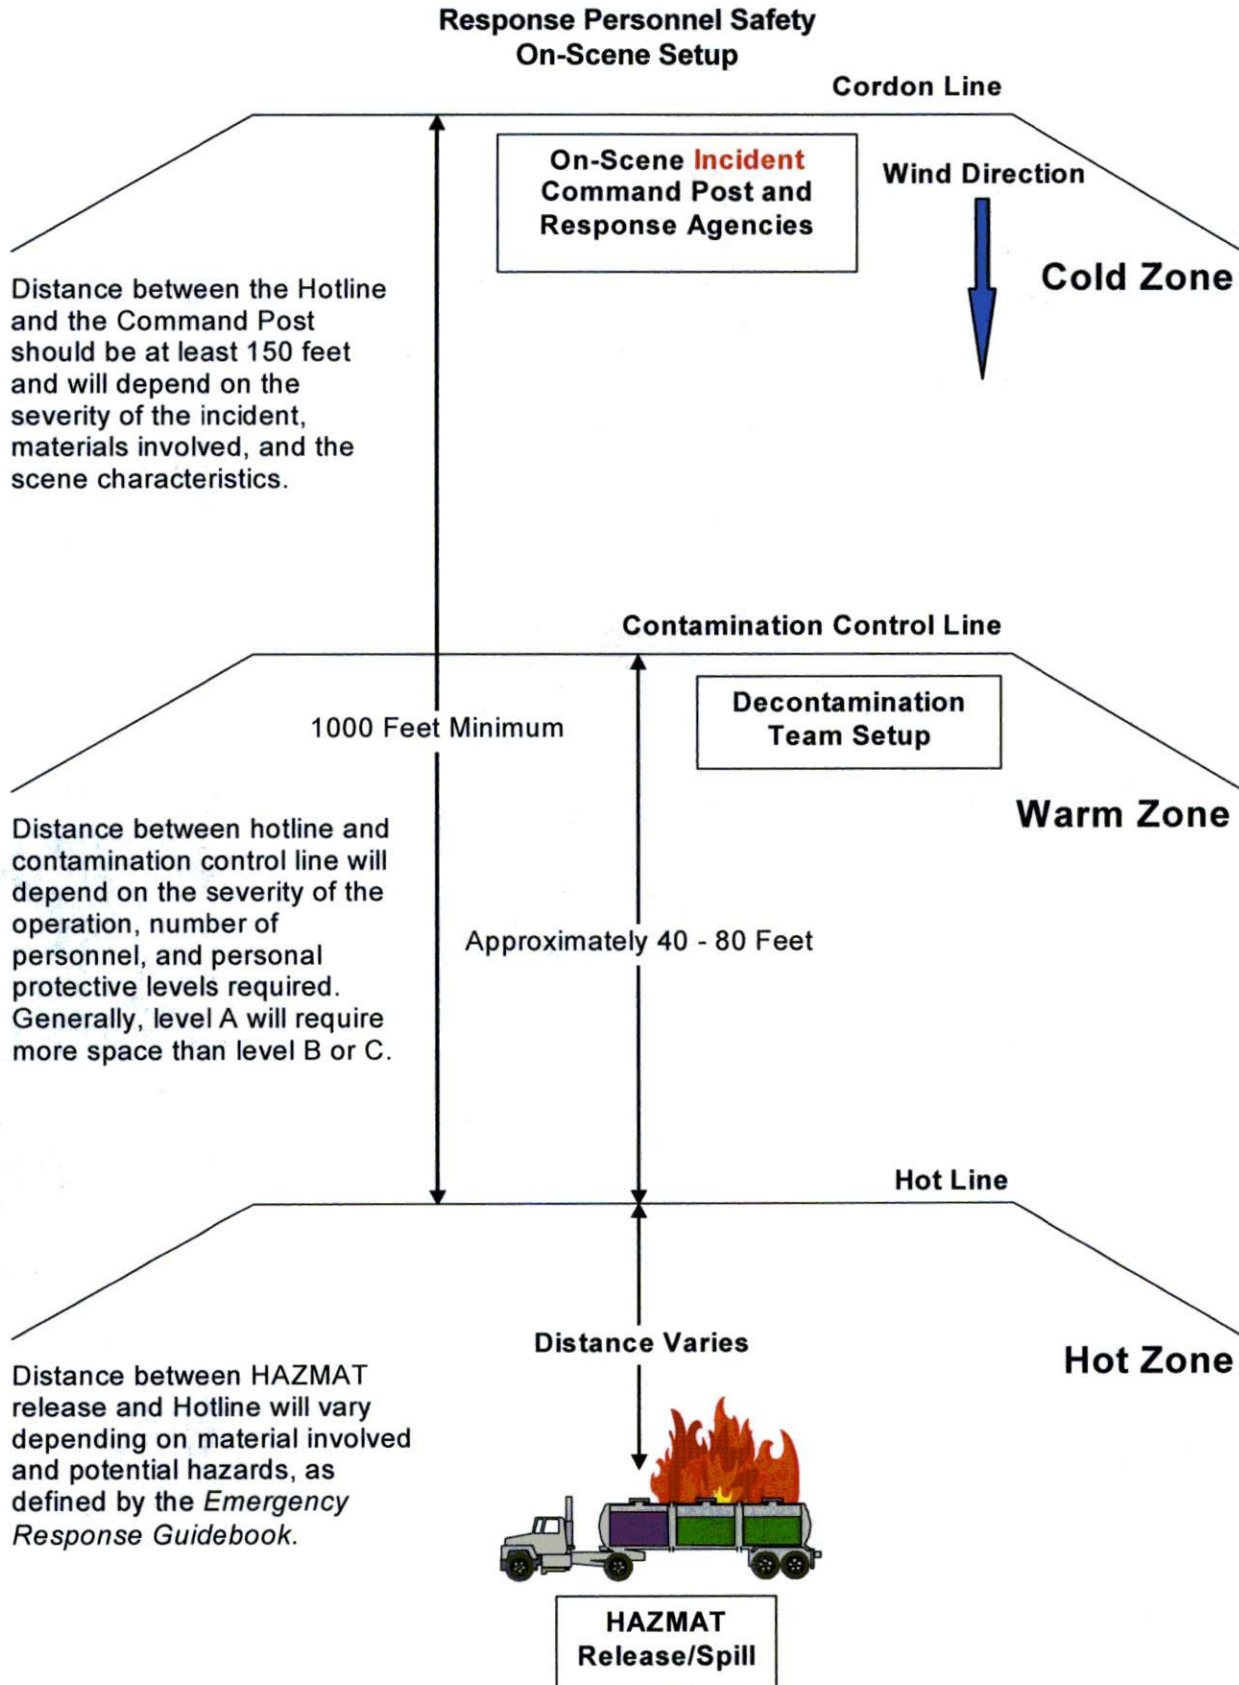 Response Personnel Safety
On-Scene Setup
Cordon Line
On-Scene Incident
Command Post and
Response Agencies
Wind Direction
Cold Zone
Distance between the Hotline
and the Command Post
should be at least 150 feet
and will depend on the
severity of the incident,
materials involved, and the
scene characteristics.
Contamination Control Line
Decontamination
Team Setup
1000 Feet Minimum
Warm Zone
Distance between hotline and
contamination control line will
depend on the severity of the
operation, number of
personnel, and personal
protective levels required.
Generally, level A will require
more space than level B or C.
Approximately 40 - 80 Feet
Hot Line
Distance Varies
Hot Zone
Distance between HAZMAT
release and Hotline will vary
depending on material involved
and potential hazards, as
defined by the Emergency
Response Guidebook.
HAZMAT
Release/Spill